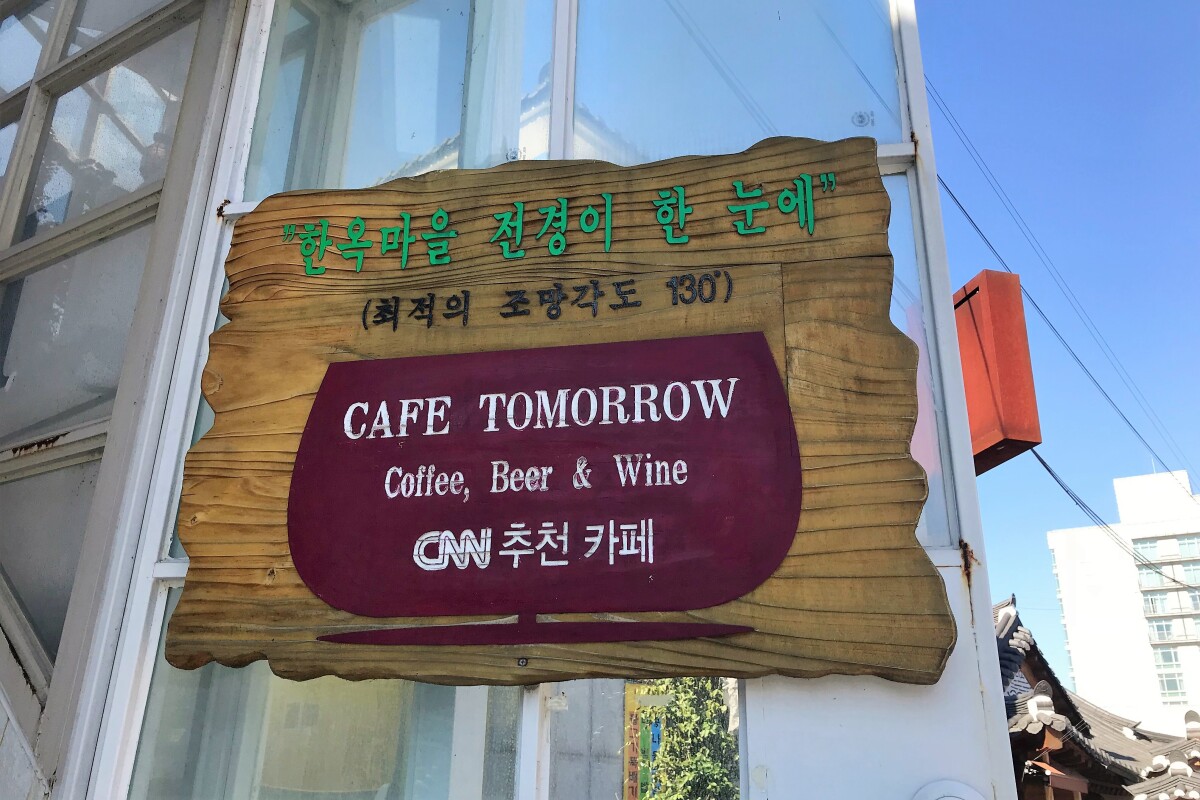 "한옥마을 전경이 한 눈에"
(최적의 조망각도 130°)
CAFE TOMORROW
Coffee, Beer & Wine
CNN 추천 카페